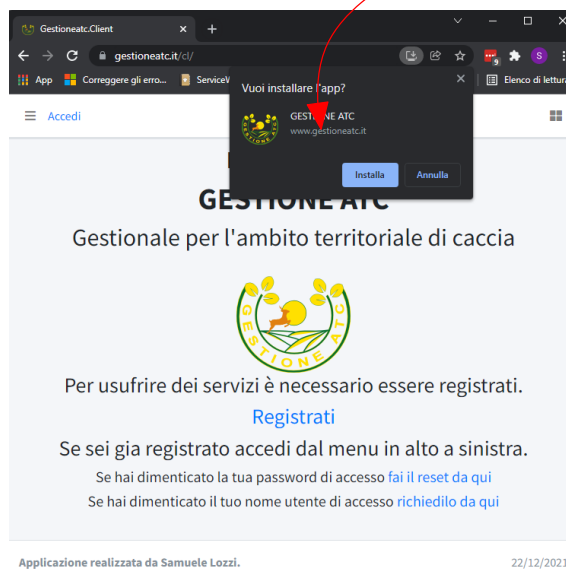 Gestioneatc.Client
gestioneatc.it/cl/
9
S
App
Correggere gli erro...
ServiceW
Elenco di lettura
Vuoi installare l'app?
GESTIONE ATC
www.gestioneatc.it
Installa
Annulla
Accedi
GESTIONE ATC
Gestionale per l'ambito territoriale di caccia
GESTIONE ATC
Per usufrire dei servizi è necessario essere registrati.
Registrati
Se sei gia registrato accedi dal menu in alto a sinistra.
Se hai dimenticato la tua password di accesso fai il reset da qui
Se hai dimenticato il tuo nome utente di accesso richiedilo da qui
Applicazione realizzata da Samuele Lozzi.
22/12/2021